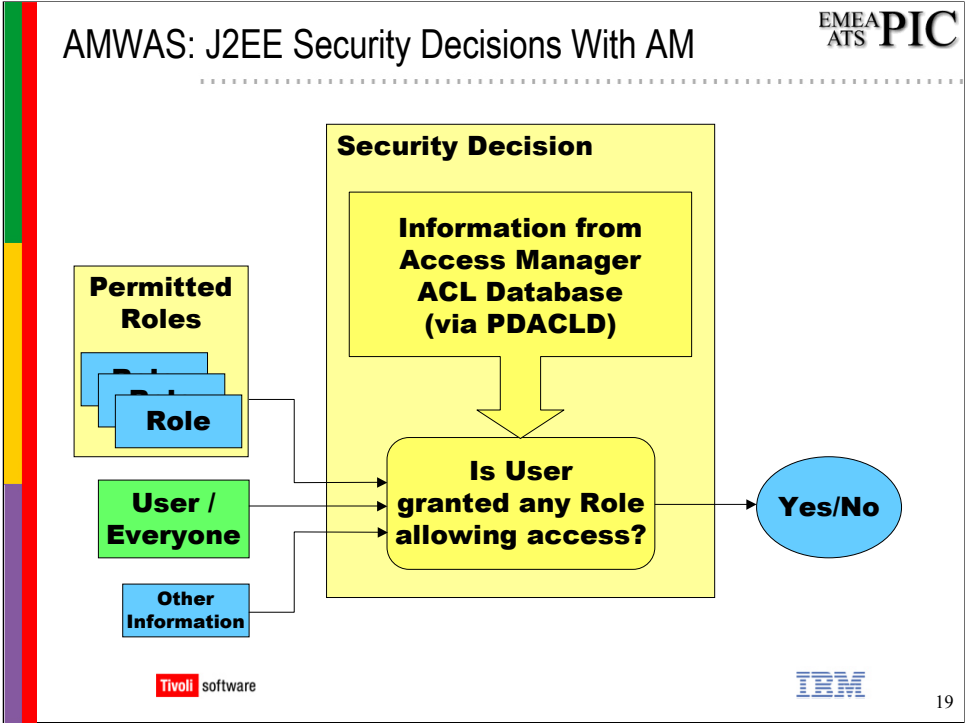 AMWAS: J2EE Security Decisions With AM
EMEA
ATS PIC
Security Decision
Information from
Access Manager
ACL Database
(via PDACLD)
Permitted
Roles
Role
User /
Everyone
Other
Information
Is User
granted any Role
allowing access?
Yes/No
Tivoli software
IBM
19